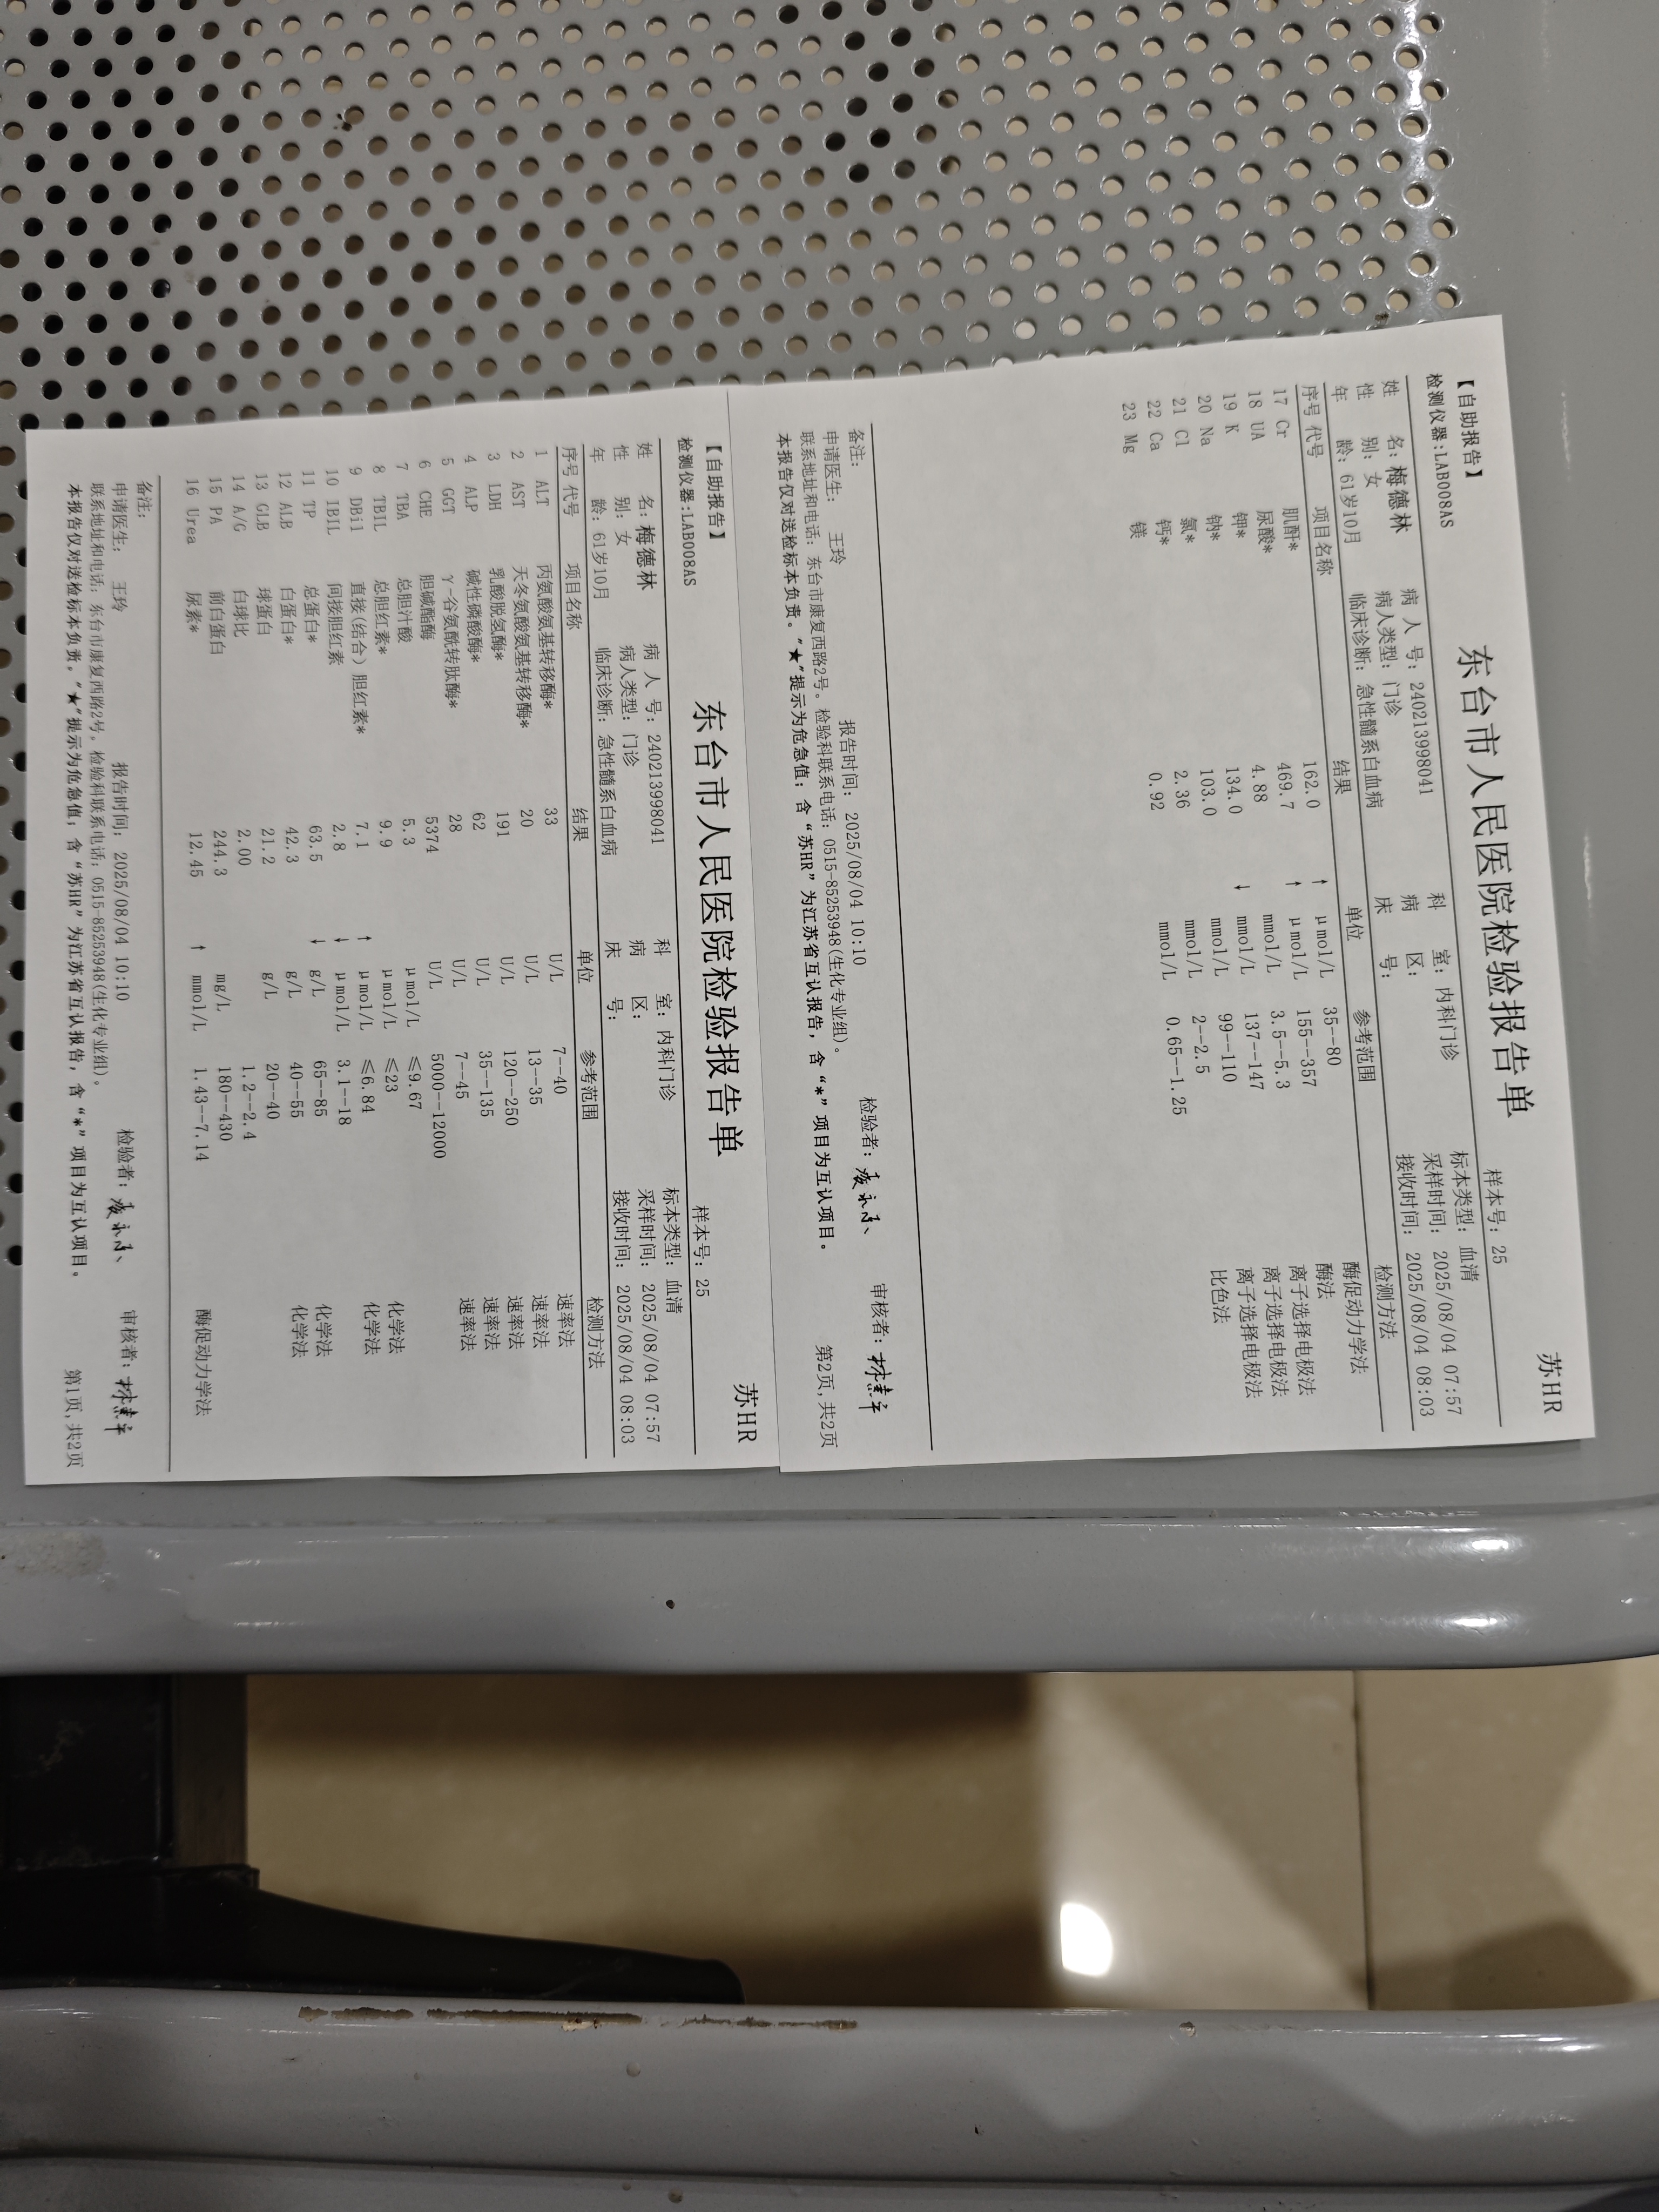 东台市人民医院检验报告单
苏HR
【自助报告】
检测仪器:LAB008AS
样本号: 25
姓 名: 梅德林 病 人 号: 240213998041 科 室: 内科门诊 标本类型: 血清
性 别: 女 病人类型: 门诊 病 区: 采样时间: 2025/08/04 07:57
年 龄: 61岁10月 临床诊断: 急性髓系白血病 床 号: 接收时间: 2025/08/04 08:03
序号 代号 项目名称 结果 单位 参考范围 检测方法
1 ALT 丙氨酸氨基转移酶* 33 U/L 7--40 速率法
2 AST 天冬氨酸氨基转移酶* 20 U/L 13--35 速率法
3 LDH 乳酸脱氢酶* 191 U/L 120--250 速率法
4 ALP 碱性磷酸酶* 62 U/L 35--135 速率法
5 GGT γ-谷氨酰转肽酶* 28 U/L 7--45 速率法
6 CHE 胆碱酯酶 5374 U/L 5000--12000
7 TBA 总胆汁酸 5.3 μmol/L ≤9.67
8 TBIL 总胆红素* 9.9 μmol/L ≤23 化学法
9 DBil 直接(结合)胆红素* 7.1 ↑ μmol/L ≤6.84 化学法
10 IBIL 间接胆红素 2.8 ↓ μmol/L 3.1--18
11 TP 总蛋白* 63.5 ↓ g/L 65--85 化学法
12 ALB 白蛋白* 42.3 g/L 40--55 化学法
13 GLB 球蛋白 21.2 g/L 20--40
14 A/G 白球比 2.00 1.2--2.4
15 PA 前白蛋白 244.3 mg/L 180--430
16 Urea 尿素* 12.45 ↑ mmol/L 1.43--7.14 酶促动力学法
备注:
申请医生: 王玲 报告时间: 2025/08/04 10:10 检验者: 审核者:
联系地址和电话: 东台市康复西路2号。检验科联系电话: 0515-85253948(生化专业组)。
本报告仅对送检标本负责。"★"提示为危急值; 含“苏HR”为江苏省互认报告, 含“*”项目为互认项目。
第1页, 共2页
东台市人民医院检验报告单
苏HR
【自助报告】
检测仪器:LAB008AS
样本号: 25
姓 名: 梅德林 病 人 号: 240213998041 科 室: 内科门诊 标本类型: 血清
性 别: 女 病人类型: 门诊 病 区: 采样时间: 2025/08/04 07:57
年 龄: 61岁10月 临床诊断: 急性髓系白血病 床 号: 接收时间: 2025/08/04 08:03
序号 代号 项目名称 结果 单位 参考范围 检测方法
17 Cr 肌酐* 162.0 ↑ μmol/L 35--80 酶促动力学法
18 UA 尿酸* 469.7 ↑ μmol/L 155--357 酶法
19 K 钾* 4.88 mmol/L 3.5--5.3 离子选择电极法
20 Na 钠* 134.0 ↓ mmol/L 137--147 离子选择电极法
21 Cl 氯* 103.0 mmol/L 99--110 离子选择电极法
22 Ca 钙* 2.36 mmol/L 2--2.5 比色法
23 Mg 镁 0.92 mmol/L 0.65--1.25
备注:
申请医生: 王玲 报告时间: 2025/08/04 10:10 检验者: 审核者:
联系地址和电话: 东台市康复西路2号。检验科联系电话: 0515-85253948(生化专业组)。
本报告仅对送检标本负责。"★"提示为危急值; 含“苏HR”为江苏省互认报告, 含“*”项目为互认项目。
第2页, 共2页